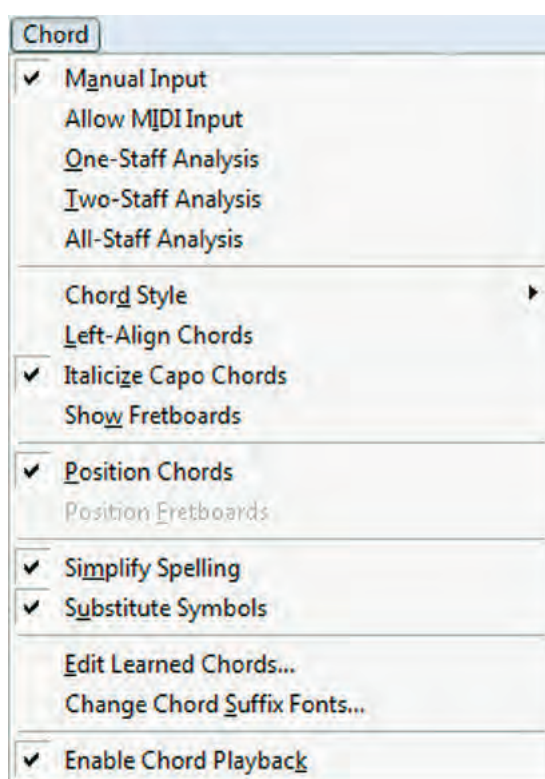 Chord
Manual Input
Allow MIDI Input
One-Staff Analysis
Two-Staff Analysis
All-Staff Analysis
Chord Style
Left-Align Chords
Italicize Capo Chords
Show Fretboards
Position Chords
Position Fretboards
Simplify Spelling
Substitute Symbols
Edit Learned Chords...
Change Chord Suffix Fonts...
Enable Chord Playback